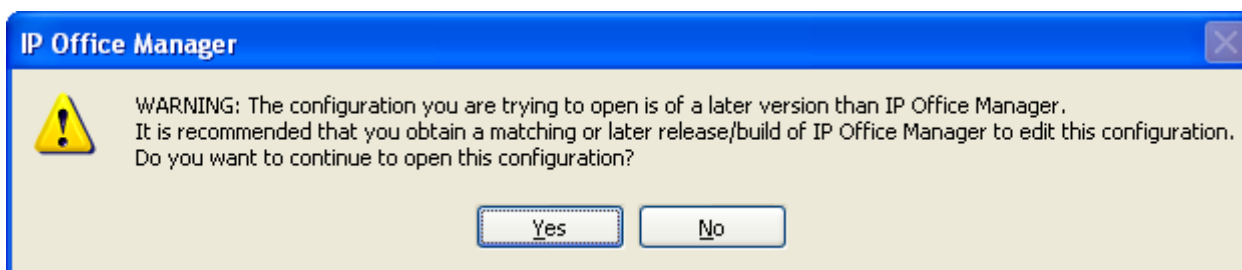 IP Office Manager
WARNING: The configuration you are trying to open is of a later version than IP Office Manager.
It is recommended that you obtain a matching or later release/build of IP Office Manager to edit this configuration.
Do you want to continue to open this configuration?
Yes
No